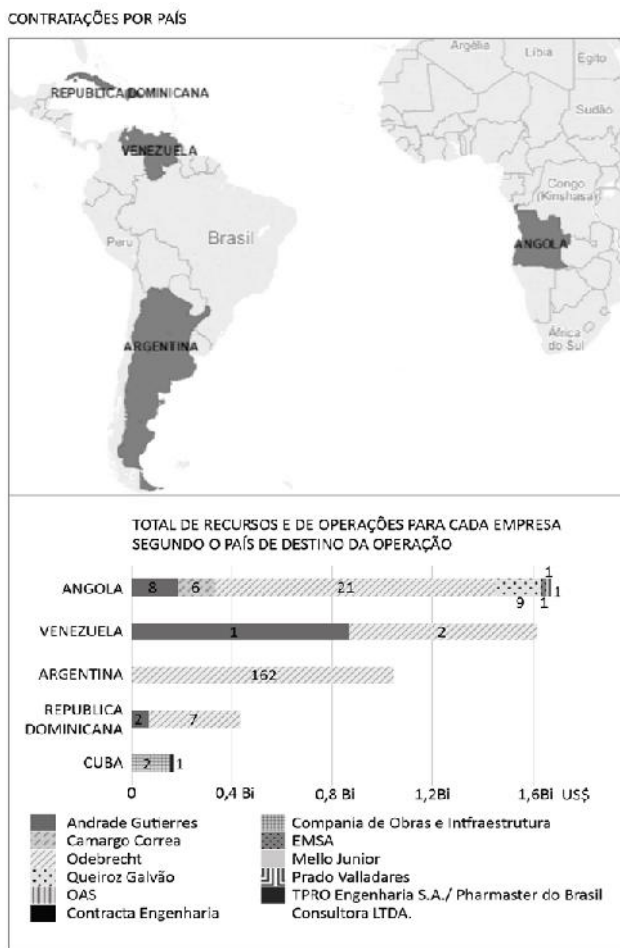 CONTRATAÇÕES POR PAÍS
Argélia
Líbia
Egito
REPUBLICA DOMINICANA
Sudão
VENEZUELA
Congo
(Kinshasa)
Peru
Brasil
ANGOLA
ARGENTINA
África
do Sul
TOTAL DE RECURSOS E DE OPERAÇÕES PARA CADA EMPRESA
SEGUNDO O PAÍS DE DESTINO DA OPERAÇÃO
1
ANGOLA 8 6 21 1
9 1
VENEZUELA 1 2
ARGENTINA 162
REPUBLICA
DOMINICANA 2 7
CUBA 2 1
0 0,4 Bi 0,8Bi 1,2Bi 1,6Bi US$
Andrade Gutierres
Camargo Correa
Odebrecht
Queiroz Galvão
OAS
Contracta Engenharia
Compania de Obras e Intfraestrutura
EMSA
Mello Junior
Prado Valladares
TPRO Engenharia S.A./ Pharmaster do Brasil
Consultora LTDA.